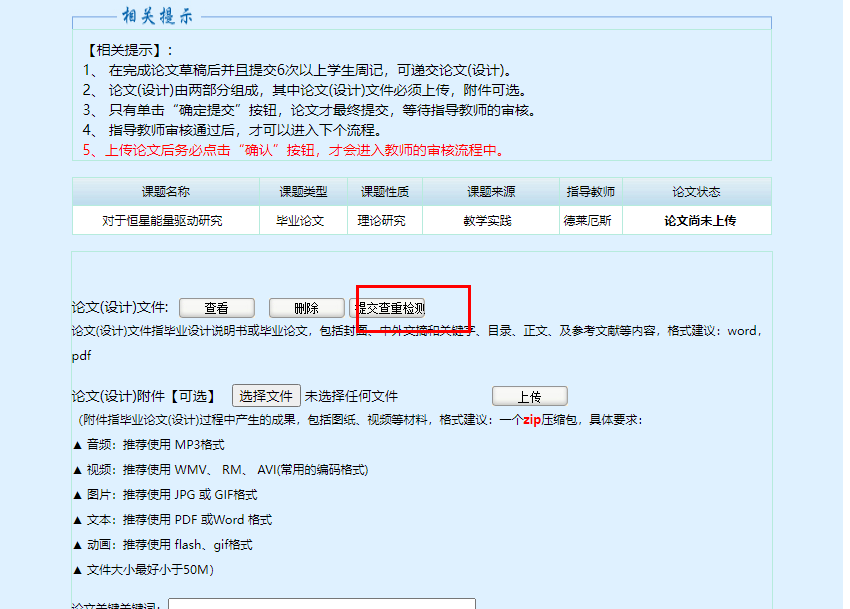 相关提示
【相关提示】:
1、 在完成论文草稿后并且提交6次以上学生周记，可递交论文(设计)。
2、 论文(设计)由两部分组成，其中论文(设计)文件必须上传，附件可选。
3、 只有单击“确定提交”按钮，论文才最终提交，等待指导教师的审核。
4、 指导教师审核通过后，才可以进入下个流程。
5、上传论文后务必点击“确认”按钮，才会进入教师的审核流程中。
课题名称 课题类型 课题性质 课题来源 指导教师 论文状态
对于恒星能量驱动研究 毕业论文 理论研究 教学实践 德莱厄斯 论文尚未上传
论文(设计)文件: 查看 删除 提交查重检测
论文(设计)文件指毕业设计说明书或毕业论文，包括封面、中外文摘和关键字、目录、正文、及参考文献等内容，格式建议：word，
pdf
论文(设计)附件【可选】 选择文件 未选择任何文件 上传
（附件指毕业论文(设计)过程中产生的成果，包括图纸、视频等材料，格式建议：一个zip压缩包，具体要求：
▲ 音频：推荐使用 MP3格式
▲ 视频：推荐使用 WMV、 RM、 AVI(常用的编码格式)
▲ 图片：推荐使用 JPG 或 GIF格式
▲ 文本：推荐使用 PDF 或Word 格式
▲ 动画：推荐使用 flash、gif格式
▲ 文件大小最好小于50M）
论文关键关键词：